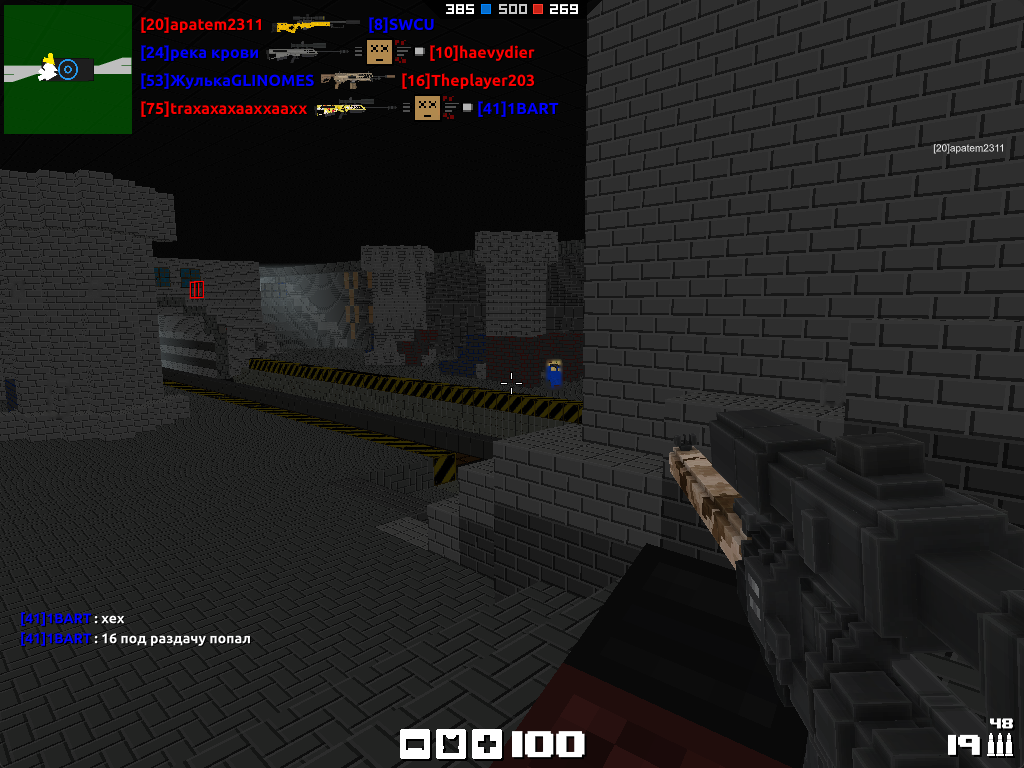 385 500 269
[20]apatem2311 [8]SWCU
[24]река крови [10]haevydier
[53]ЖулькаGLINOMES [16]Theplayer203
[75]traxaxaxaaxxaaxx [41]1BART
[20]apatem2311
[41]1BART : xex
[41]1BART : 16 под раздачу попал
100
48
19